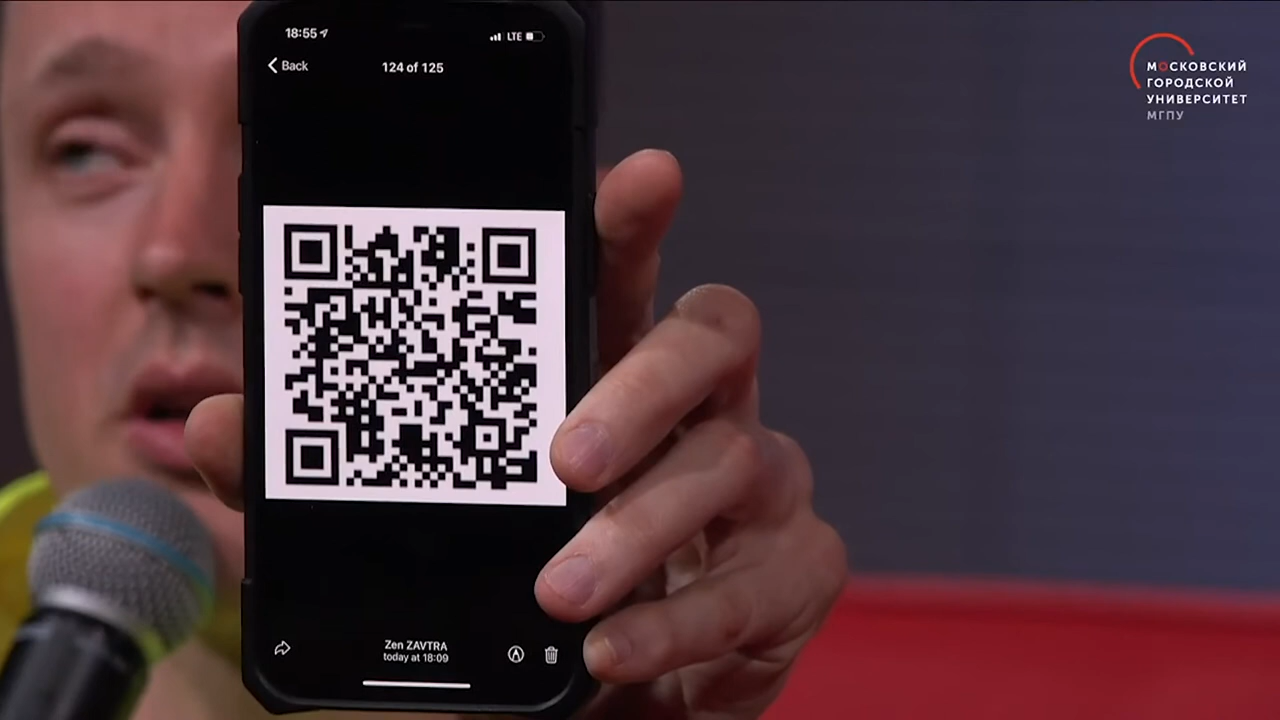 18:55
LTE
Back
124 of 125
Zen ZAVTRA
today at 18:09
МОСКОВСКИЙ
ГОРОДСКОЙ
УНИВЕРСИТЕТ
МГПУ